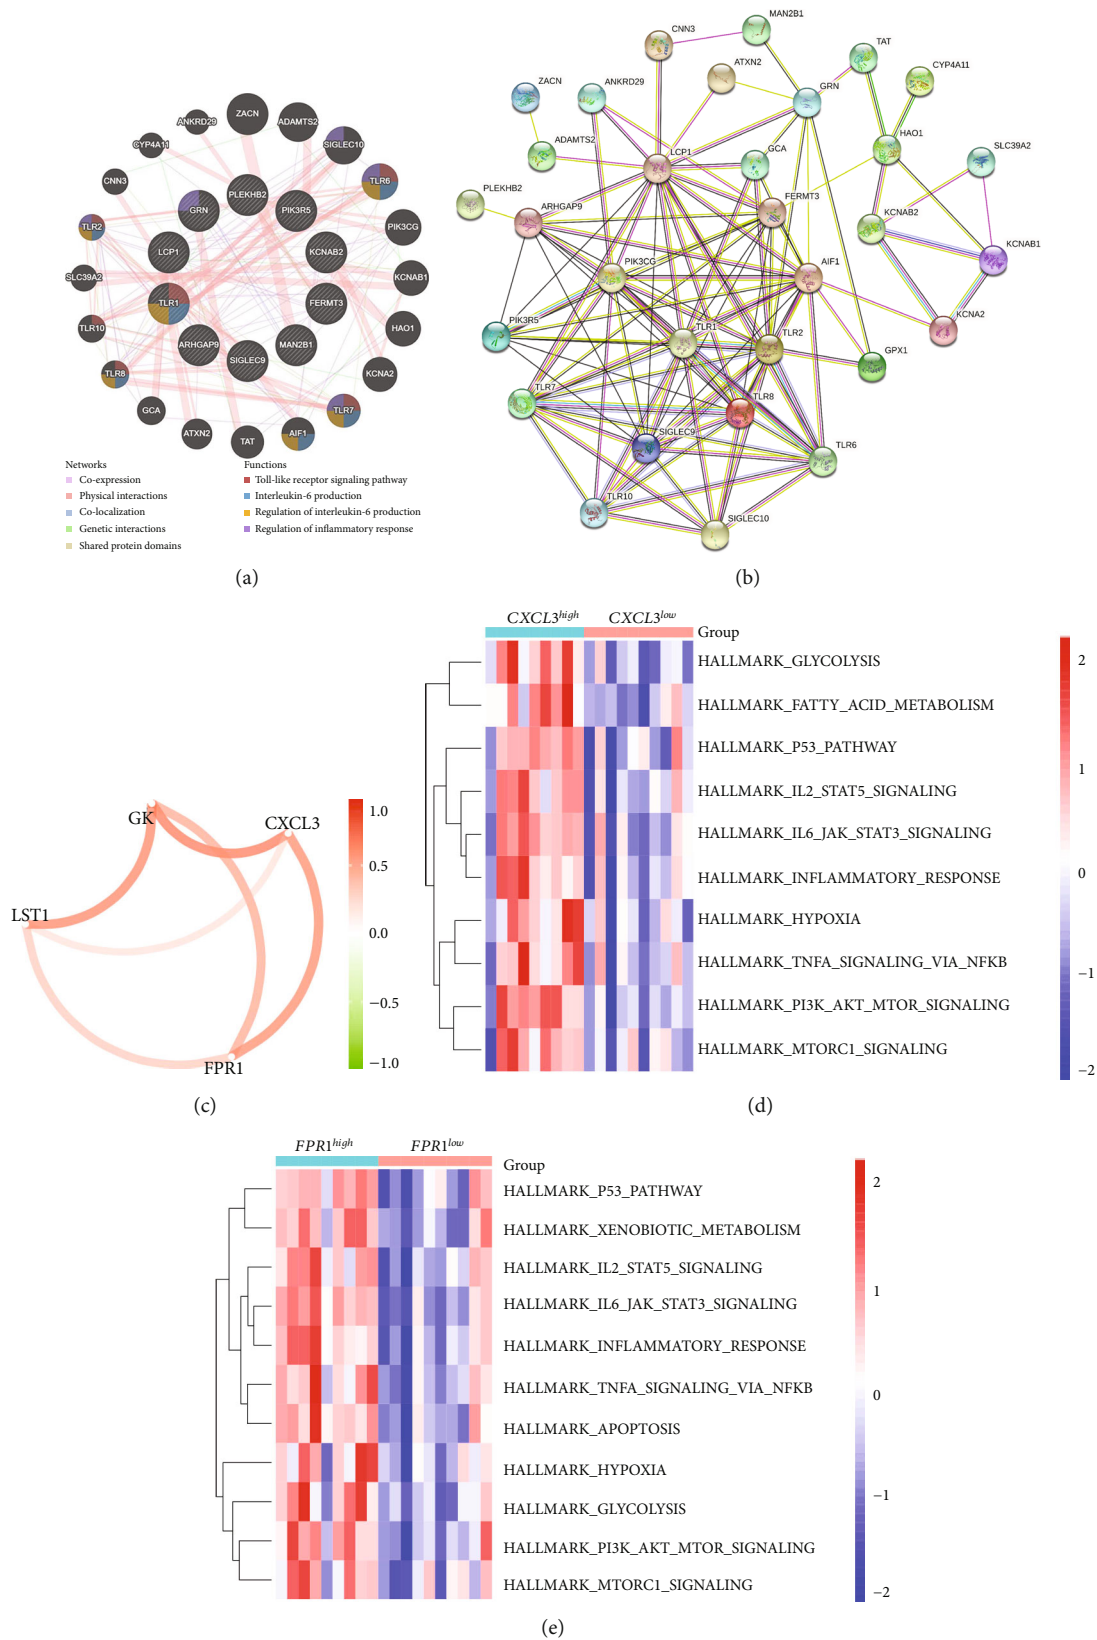 ZACN
ANKRD29
ADAMTS2
CYP4A11
SIGLEC10
CNN3
TLR6
PLEKHB2
GRN
PIK3R5
TLR2
PIK3CG
LCP1
KCNAB2
SLC39A2
KCNAB1
TLR1
FERMT3
TLR10
HAO1
ARHGAP9
MAN2B1
SIGLEC9
TLR8
KCNA2
GCA
TLR7
ATXN2
AIF1
TAT
Networks
Co-expression
Physical interactions
Co-localization
Genetic interactions
Shared protein domains
Functions
Toll-like receptor signaling pathway
Interleukin-6 production
Regulation of interleukin-6 production
Regulation of inflammatory response
(a)
MAN2B1
CNN3
TAT
ATXN2
CYP4A11
ZACN
ANKRD29
GRN
HAO1
ADAMTS2
LCP1
GCA
SLC39A2
PLEKHB2
FERMT3
ARHGAP9
KCNAB2
KCNAB1
PIK3CG
AIF1
PIK3R5
TLR1
TLR2
KCNA2
GPX1
TLR7
TLR8
SIGLEC9
TLR6
TLR10
SIGLEC10
(b)
GK
CXCL3
LST1
FPR1
1.0
0.5
0.0
−0.5
−1.0
(c)
CXCL3high
CXCL3low
Group
HALLMARK_GLYCOLYSIS
HALLMARK_FATTY_ACID_METABOLISM
HALLMARK_P53_PATHWAY
HALLMARK_IL2_STAT5_SIGNALING
HALLMARK_IL6_JAK_STAT3_SIGNALING
HALLMARK_INFLAMMATORY_RESPONSE
HALLMARK_HYPOXIA
HALLMARK_TNFA_SIGNALING_VIA_NFKB
HALLMARK_PI3K_AKT_MTOR_SIGNALING
HALLMARK_MTORC1_SIGNALING
2
1
0
−1
−2
(d)
FPR1high
FPR1low
Group
HALLMARK_P53_PATHWAY
HALLMARK_XENOBIOTIC_METABOLISM
HALLMARK_IL2_STAT5_SIGNALING
HALLMARK_IL6_JAK_STAT3_SIGNALING
HALLMARK_INFLAMMATORY_RESPONSE
HALLMARK_TNFA_SIGNALING_VIA_NFKB
HALLMARK_APOPTOSIS
HALLMARK_HYPOXIA
HALLMARK_GLYCOLYSIS
HALLMARK_PI3K_AKT_MTOR_SIGNALING
HALLMARK_MTORC1_SIGNALING
2
1
0
−1
−2
(e)